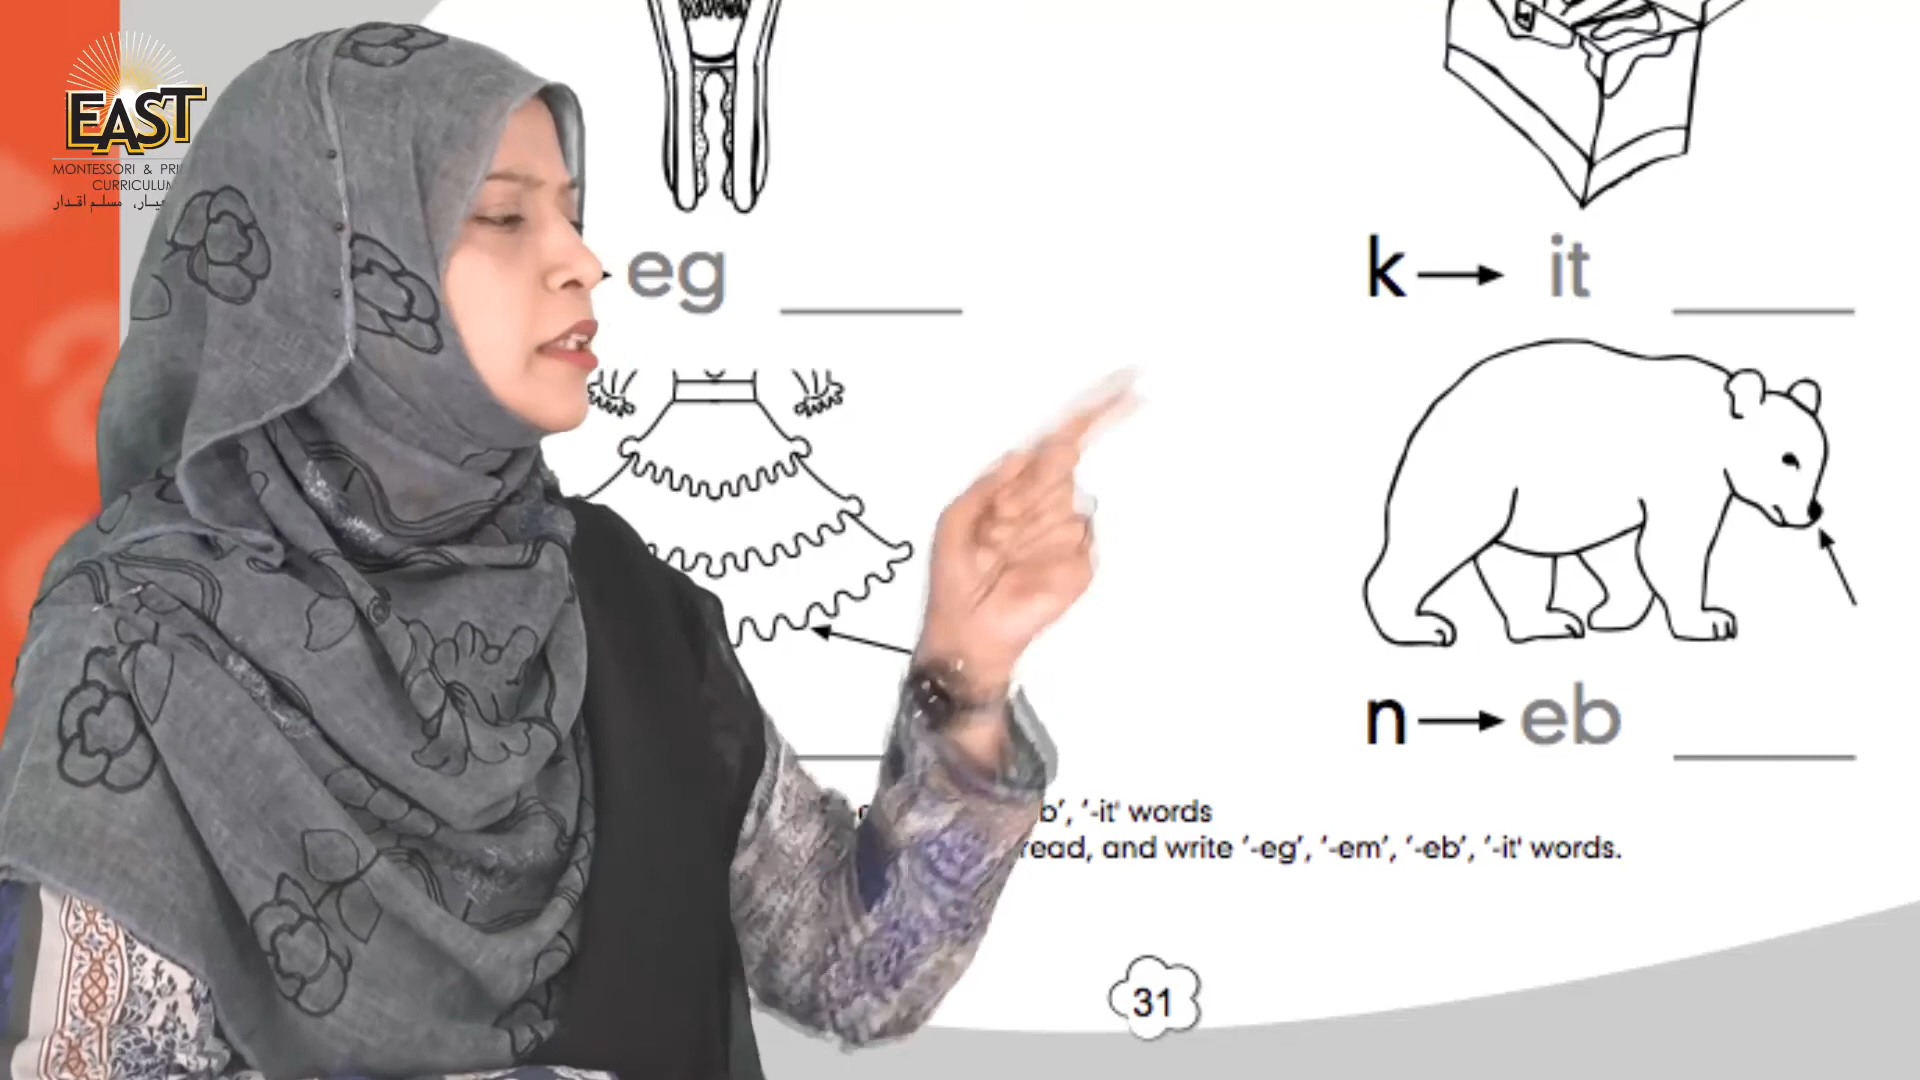 EAST
MONTESSORI & PRI
CURRICULUM
مسلم اقدار
eg
k it
n eb
b', '-it' words
read, and write '-eg', '-em', '-eb', '-it' words.
31